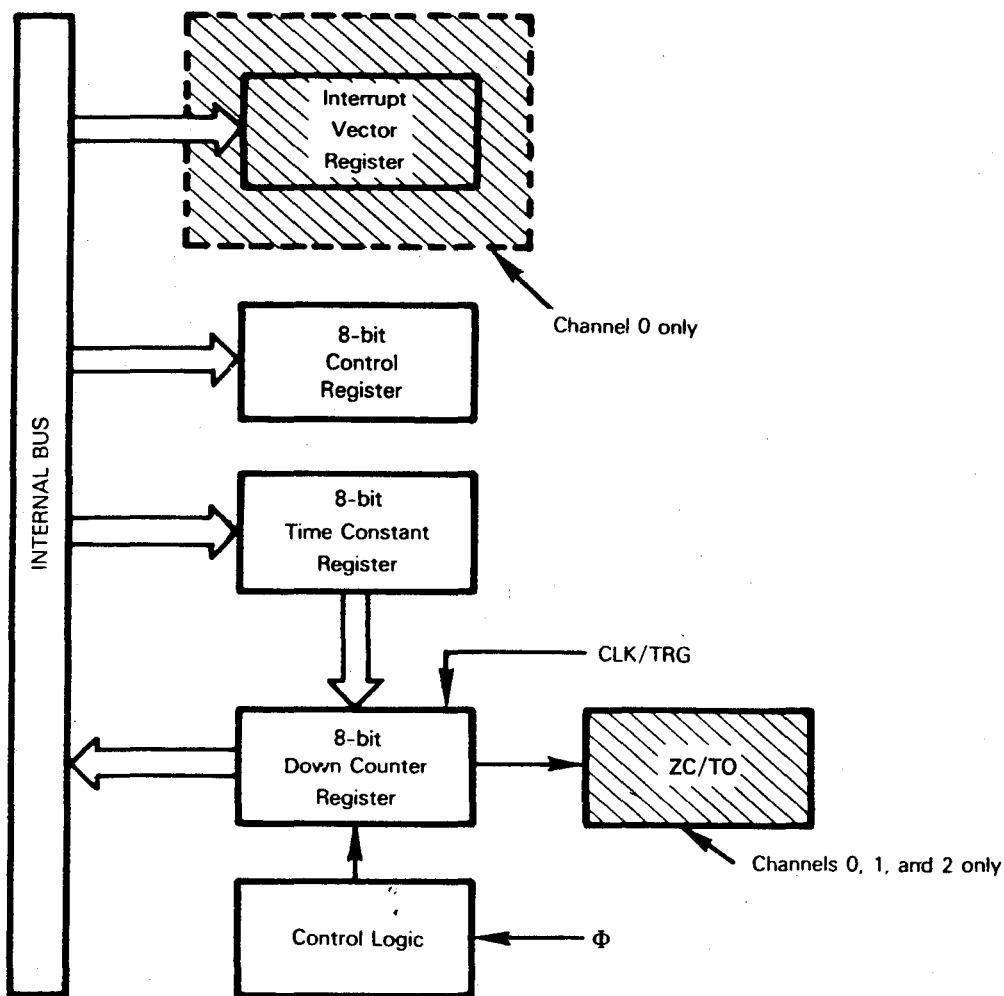 INTERNAL BUS
Interrupt
Vector
Register
Channel 0 only
8-bit
Control
Register
8-bit
Time Constant
Register
CLK/TRG
8-bit
Down Counter
Register
ZC/TO
Channels 0, 1, and 2 only
Control Logic
Φ